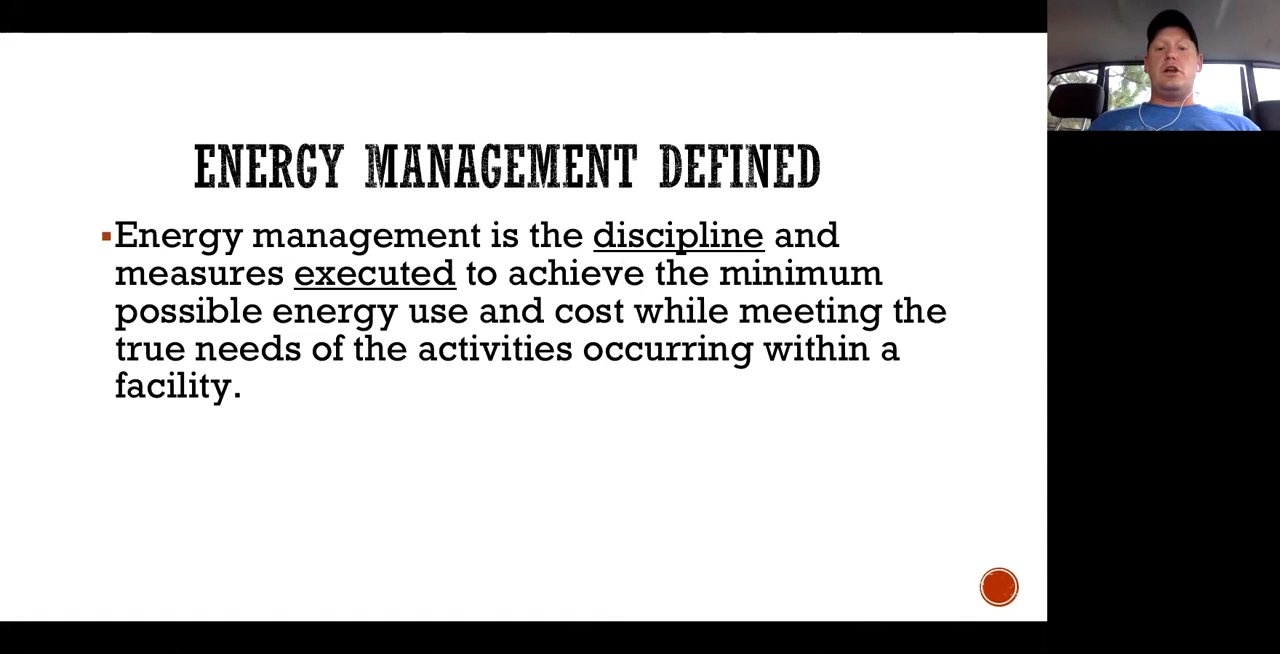 ENERGY MANAGEMENT DEFINED
Energy management is the discipline and
measures executed to achieve the minimum
possible energy use and cost while meeting the
true needs of the activities occurring within a
facility.